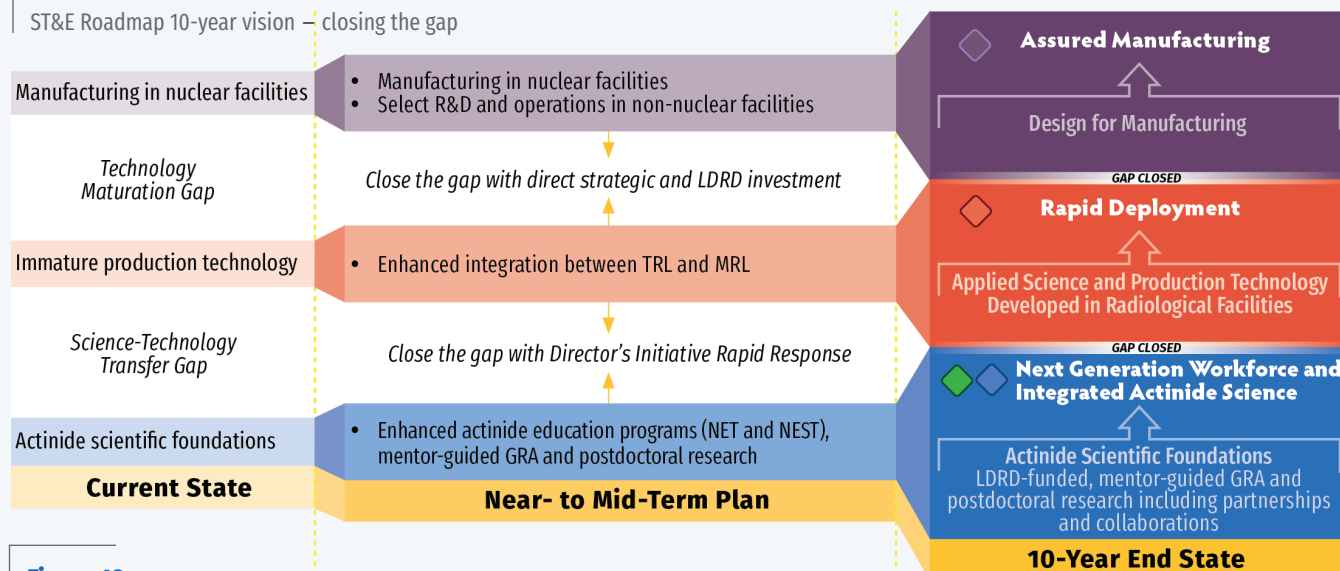 ST&E Roadmap 10-year vision – closing the gap
Manufacturing in nuclear facilities
Technology
Maturation Gap
Immature production technology
Science-Technology
Transfer Gap
Actinide scientific foundations
Current State
• Manufacturing in nuclear facilities
• Select R&D and operations in non-nuclear facilities
Close the gap with direct strategic and LDRD investment
• Enhanced integration between TRL and MRL
Close the gap with Director's Initiative Rapid Response
• Enhanced actinide education programs (NET and NEST),
mentor-guided GRA and postdoctoral research
Near- to Mid-Term Plan
Assured Manufacturing
Design for Manufacturing
GAP CLOSED
Rapid Deployment
Applied Science and Production Technology
Developed in Radiological Facilities
GAP CLOSED
Next Generation Workforce and
Integrated Actinide Science
Actinide Scientific Foundations
LDRD-funded, mentor-guided GRA and
postdoctoral research including partnerships
and collaborations
10-Year End State